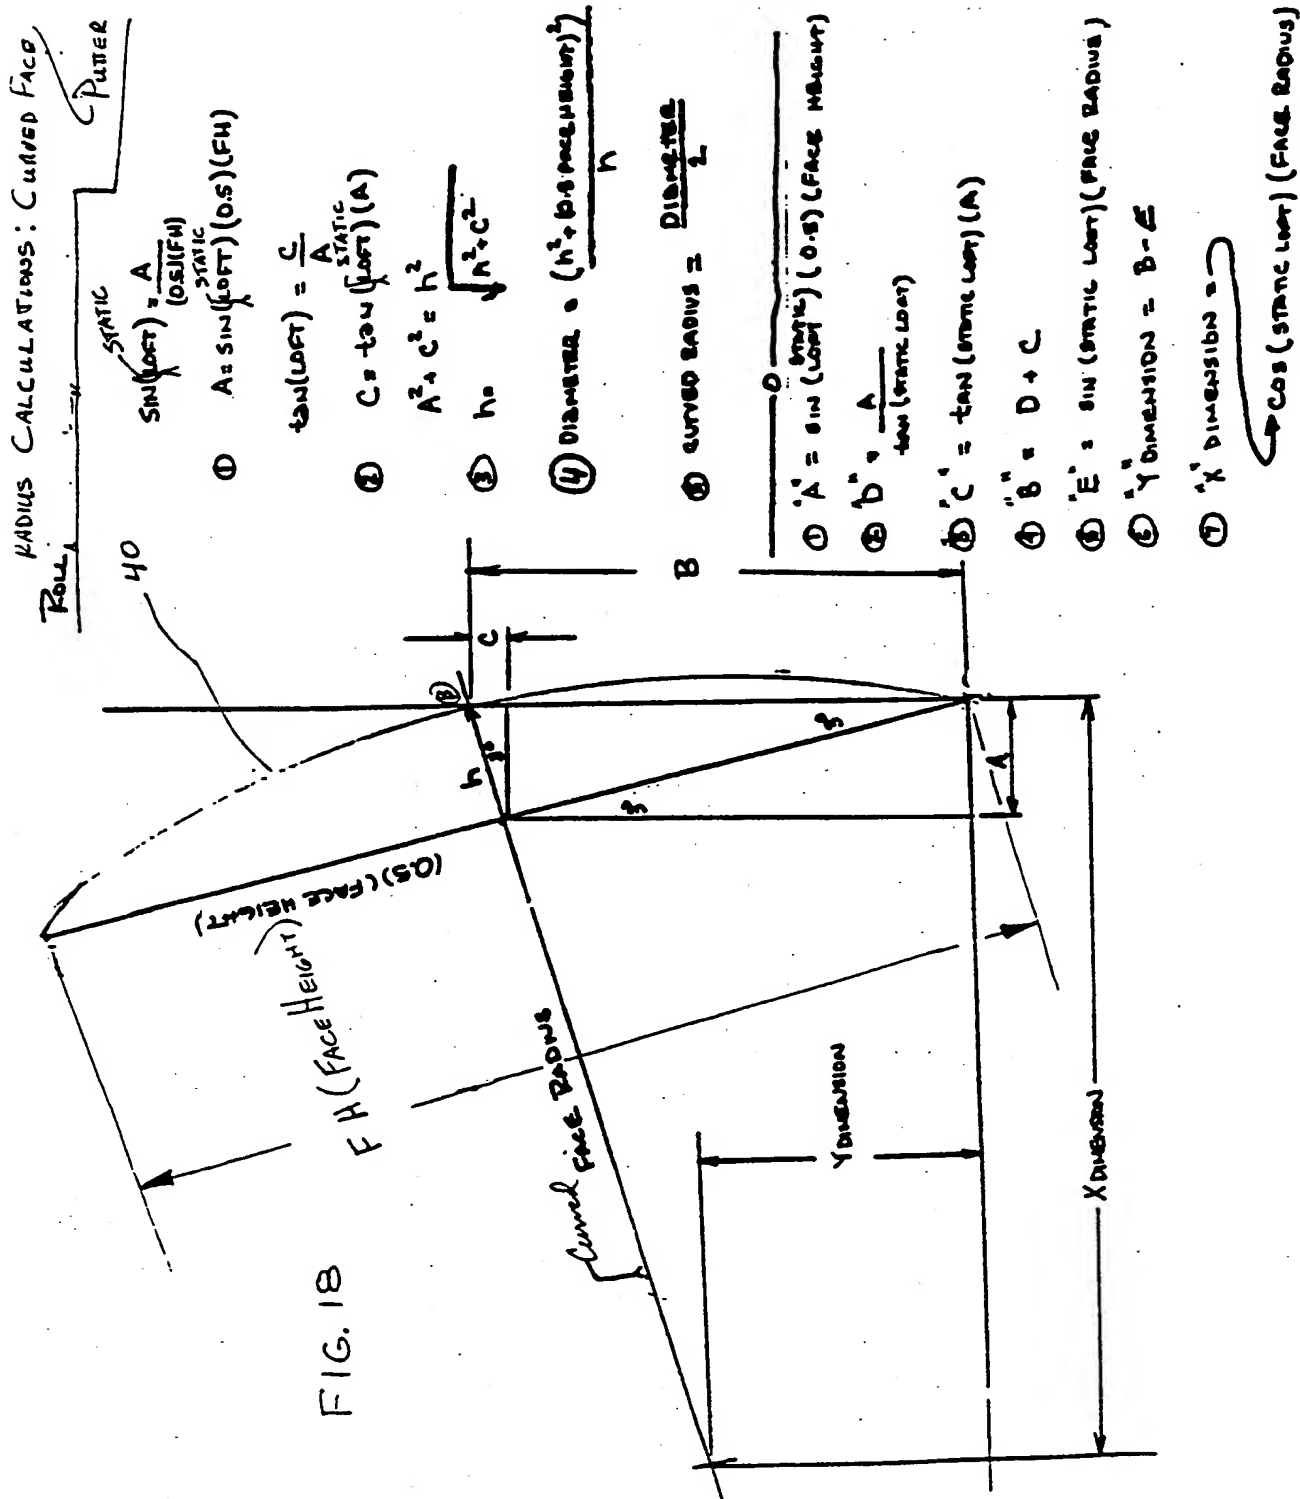 RADIUS CALCULATIONS: CURVED FACE
ROLL
PUTTER
STATIC
SIN(LOFT) = A
(0.5)(FH)
STATIC
① A = SIN(LOFT)(0.5)(FH)
tan(LOFT) = C
A
STATIC
② C = tan(LOFT)(A)
A² + C² = h²
③ h = √A² + C²
④ DIAMETER = (h² + (0.5 FACE HEIGHT)²)
h
⑤ CURVED RADIUS = DIAMETER
2
① "A" = SIN (STATIC LOFT) (0.5) (FACE HEIGHT)
② "D" = A
tan (STATIC LOFT)
③ "C" = tan (STATIC LOFT) (A)
④ "B" = D + C
⑤ "E" = SIN (STATIC LOFT) (FACE RADIUS)
⑥ "Y" DIMENSION = B - E
⑦ "X" DIMENSION =
COS (STATIC LOFT) (FACE RADIUS)
40
B
C
h
A
(0.5)(FACE HEIGHT)
FH (FACE HEIGHT)
Curved FACE RADIUS
Y DIMENSION
X DIMENSION
FIG. 18